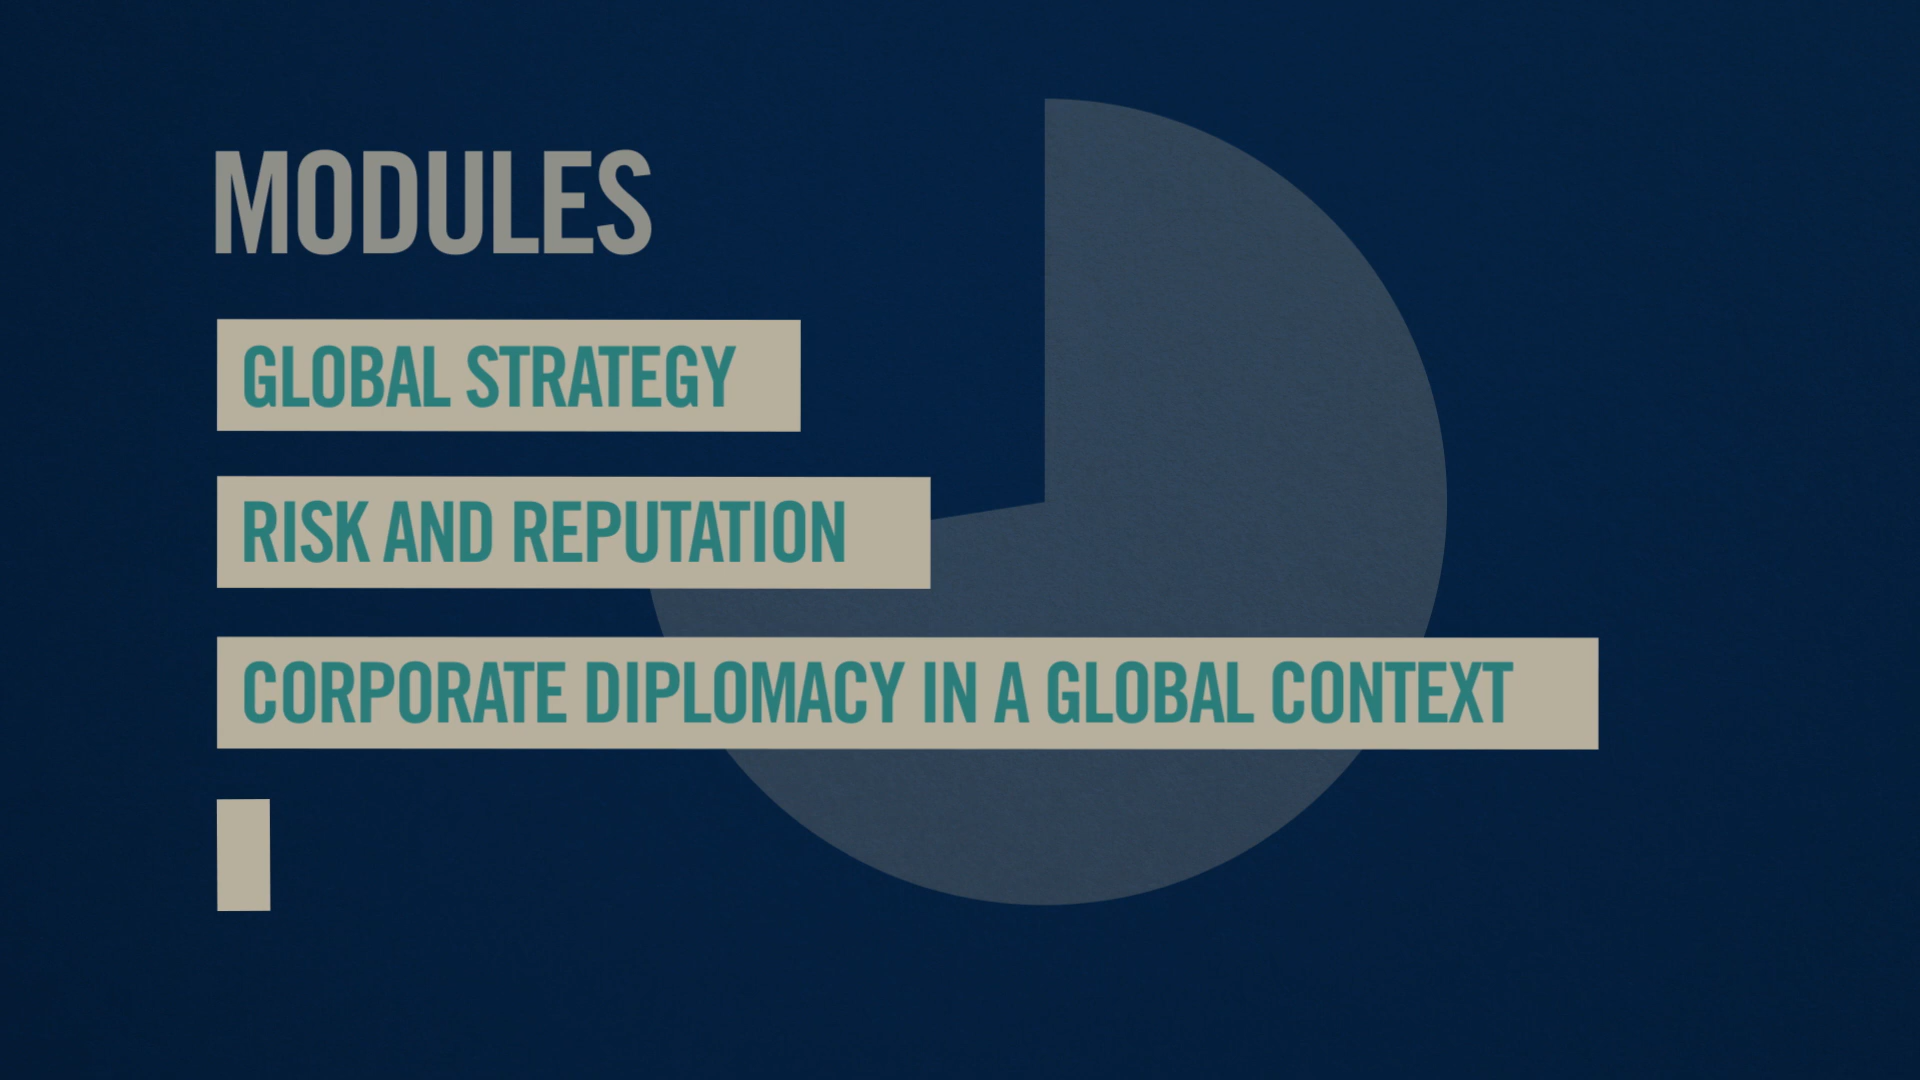 MODULES
GLOBAL STRATEGY
RISK AND REPUTATION
CORPORATE DIPLOMACY IN A GLOBAL CONTEXT